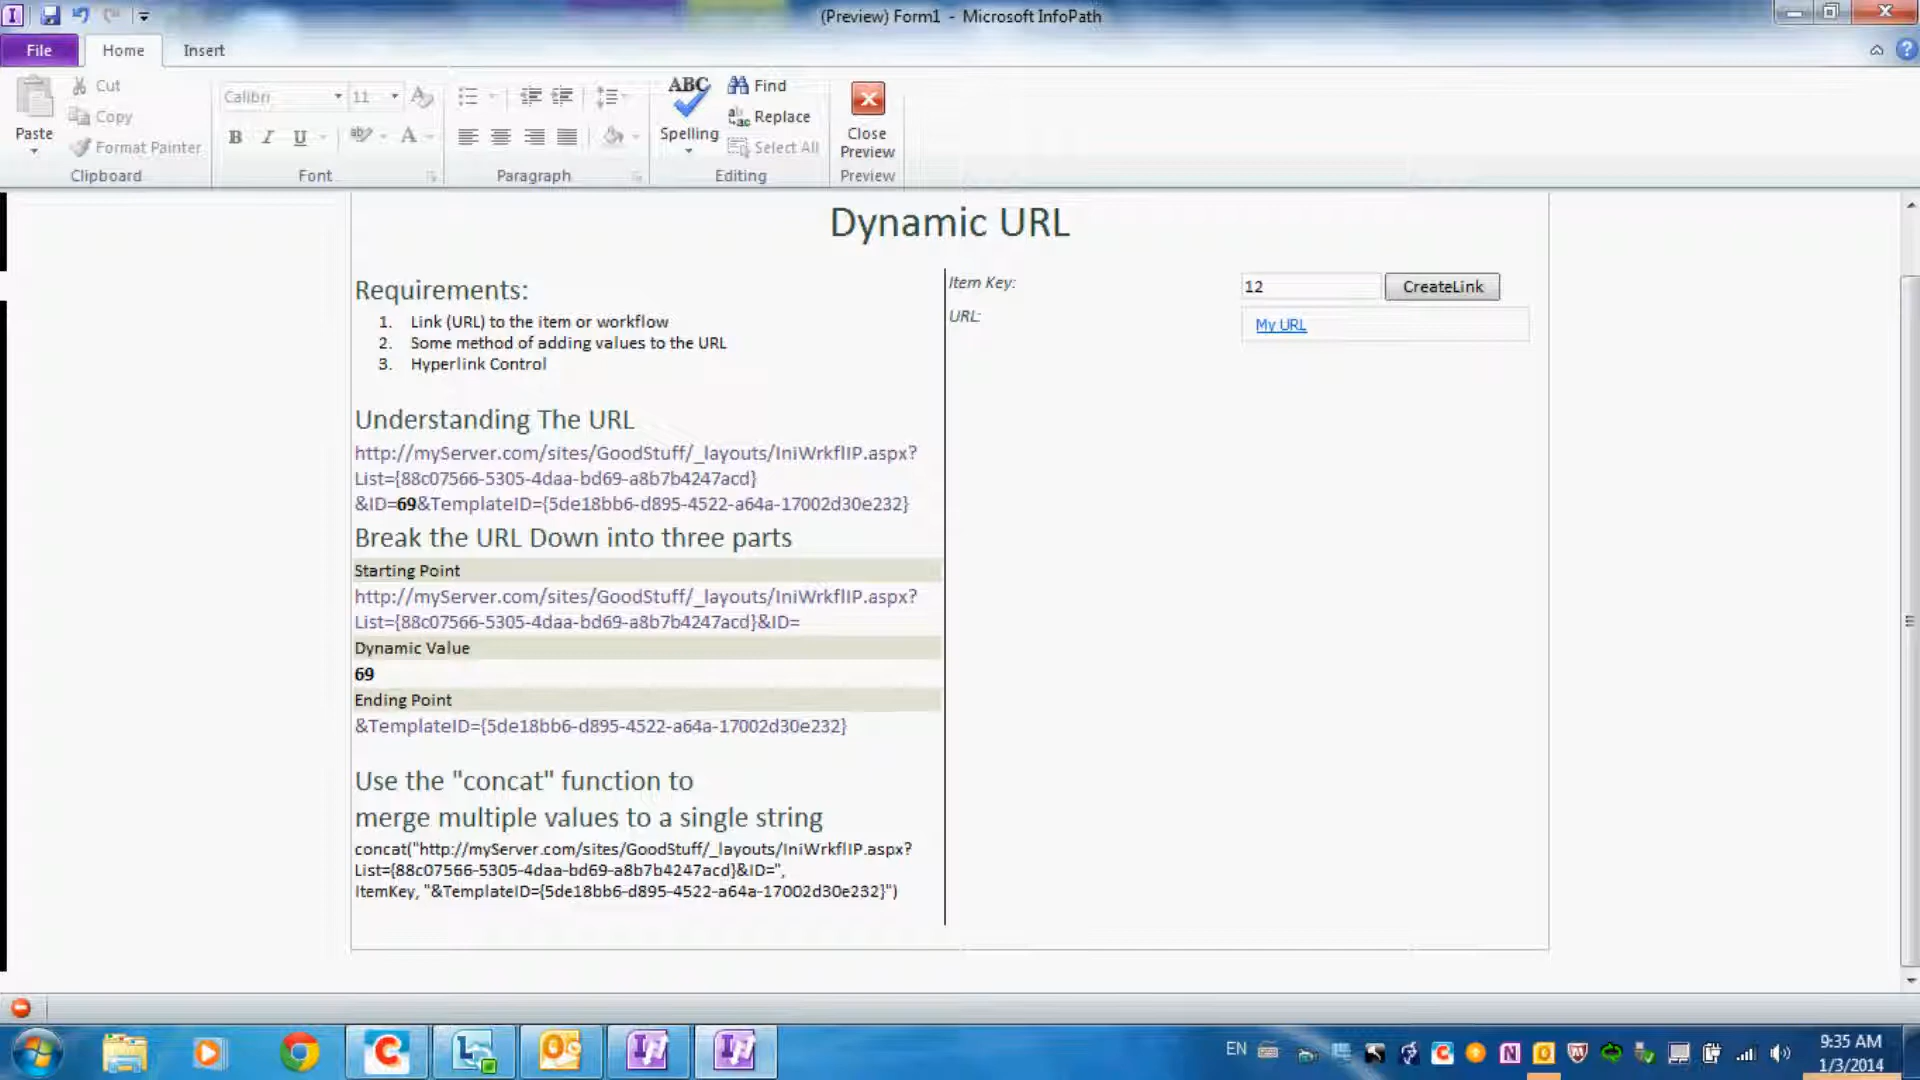 (Preview) Form1 - Microsoft InfoPath
File Home Insert
Paste
Cut
Copy
Format Painter
Clipboard
Calibri 11
B I U
Font
Paragraph
ABC
Spelling
Find
Replace
Select All
Editing
Close
Preview
Preview
Dynamic URL
Requirements:
1. Link (URL) to the item or workflow
2. Some method of adding values to the URL
3. Hyperlink Control
Understanding The URL
http://myServer.com/sites/GoodStuff/_layouts/IniWrkflIP.aspx?
List={88c07566-5305-4daa-bd69-a8b7b4247acd}
&ID=69&TemplateID={5de18bb6-d895-4522-a64a-17002d30e232}
Break the URL Down into three parts
Starting Point
http://myServer.com/sites/GoodStuff/_layouts/IniWrkflIP.aspx?
List={88c07566-5305-4daa-bd69-a8b7b4247acd}&ID=
Dynamic Value
69
Ending Point
&TemplateID={5de18bb6-d895-4522-a64a-17002d30e232}
Use the "concat" function to
merge multiple values to a single string
concat("http://myServer.com/sites/GoodStuff/_layouts/IniWrkflIP.aspx?
List={88c07566-5305-4daa-bd69-a8b7b4247acd}&ID=",
ItemKey, "&TemplateID={5de18bb6-d895-4522-a64a-17002d30e232}")
Item Key: 12 CreateLink
URL: My URL
EN
9:35 AM
1/3/2014